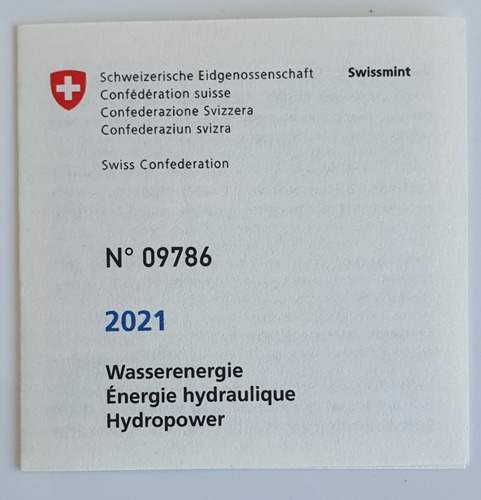 Schweizerische Eidgenossenschaft Swissmint
Confédération suisse
Confederazione Svizzera
Confederaziun svizra
Swiss Confederation
N° 09786
2021
Wasserenergie
Énergie hydraulique
Hydropower